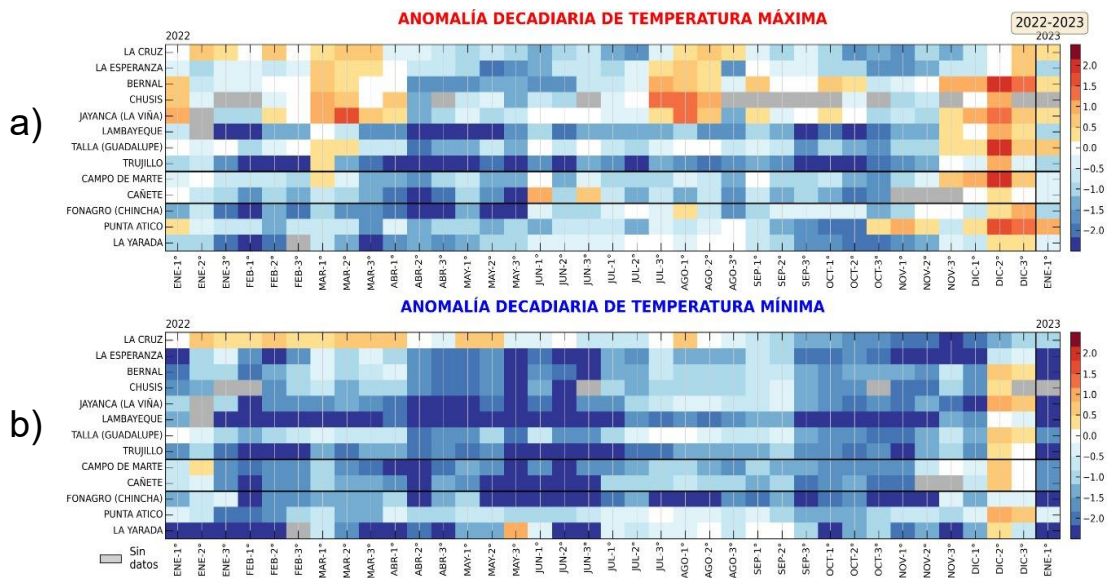 ANOMALÍA DECADIARIA DE TEMPERATURA MÁXIMA
2022-2023
2022
2023
a)
LA CRUZ
LA ESPERANZA
BERNAL
CHUSIS
JAYANCA (LA VIÑA)
LAMBAYEQUE
TALLA (GUADALUPE)
TRUJILLO
CAMPO DE MARTE
CAÑETE
FONAGRO (CHINCHA)
PUNTA ATICO
LA YARADA
2.0
1.5
1.0
0.5
0.0
−0.5
−1.0
−1.5
−2.0
ENE-1° ENE-2° ENE-3° FEB-1° FEB-2° FEB-3° MAR-1° MAR-2° MAR-3° ABR-1° ABR-2° ABR-3° MAY-1° MAY-2° MAY-3° JUN-1° JUN-2° JUN-3° JUL-1° JUL-2° JUL-3° AGO-1° AGO-2° AGO-3° SEP-1° SEP-2° SEP-3° OCT-1° OCT-2° OCT-3° NOV-1° NOV-2° NOV-3° DIC-1° DIC-2° DIC-3° ENE-1°
ANOMALÍA DECADIARIA DE TEMPERATURA MÍNIMA
2022
2023
b)
LA CRUZ
LA ESPERANZA
BERNAL
CHUSIS
JAYANCA (LA VIÑA)
LAMBAYEQUE
TALLA (GUADALUPE)
TRUJILLO
CAMPO DE MARTE
CAÑETE
FONAGRO (CHINCHA)
PUNTA ATICO
LA YARADA
2.0
1.5
1.0
0.5
0.0
−0.5
−1.0
−1.5
−2.0
Sin
datos
ENE-1° ENE-2° ENE-3° FEB-1° FEB-2° FEB-3° MAR-1° MAR-2° MAR-3° ABR-1° ABR-2° ABR-3° MAY-1° MAY-2° MAY-3° JUN-1° JUN-2° JUN-3° JUL-1° JUL-2° JUL-3° AGO-1° AGO-2° AGO-3° SEP-1° SEP-2° SEP-3° OCT-1° OCT-2° OCT-3° NOV-1° NOV-2° NOV-3° DIC-1° DIC-2° DIC-3° ENE-1°